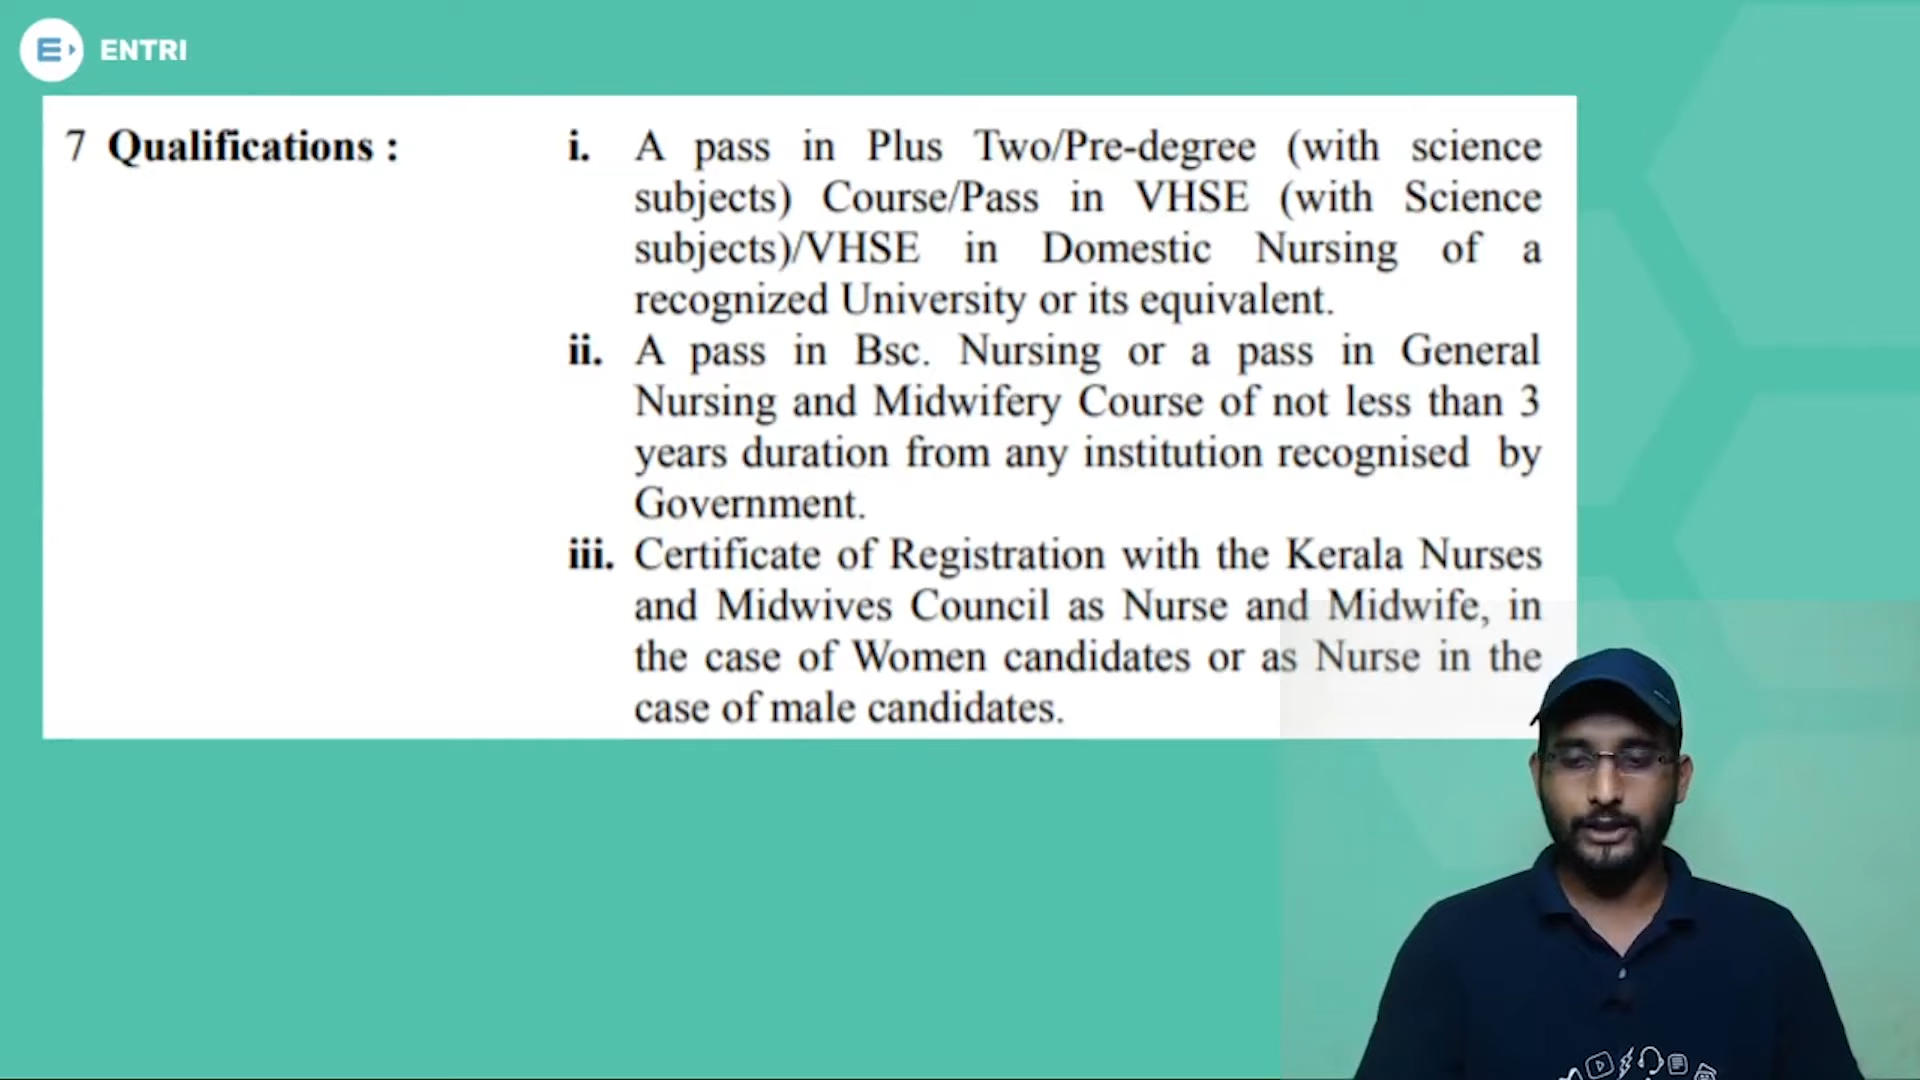 ENTRI
7 Qualifications :
i. A pass in Plus Two/Pre-degree (with science
subjects) Course/Pass in VHSE (with Science
subjects)/VHSE in Domestic Nursing of a
recognized University or its equivalent.
ii. A pass in Bsc. Nursing or a pass in General
Nursing and Midwifery Course of not less than 3
years duration from any institution recognised by
Government.
iii. Certificate of Registration with the Kerala Nurses
and Midwives Council as Nurse and Midwife, in
the case of Women candidates or as Nurse in the
case of male candidates.